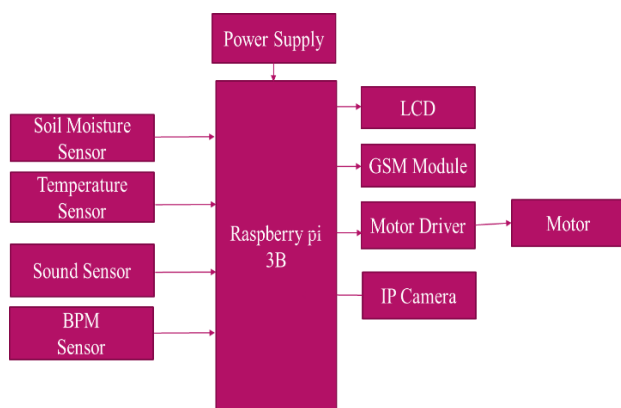 Power Supply
Soil Moisture
Sensor
Temperature
Sensor
Sound Sensor
BPM
Sensor
Raspberry pi
3B
LCD
GSM Module
Motor Driver
Motor
IP Camera